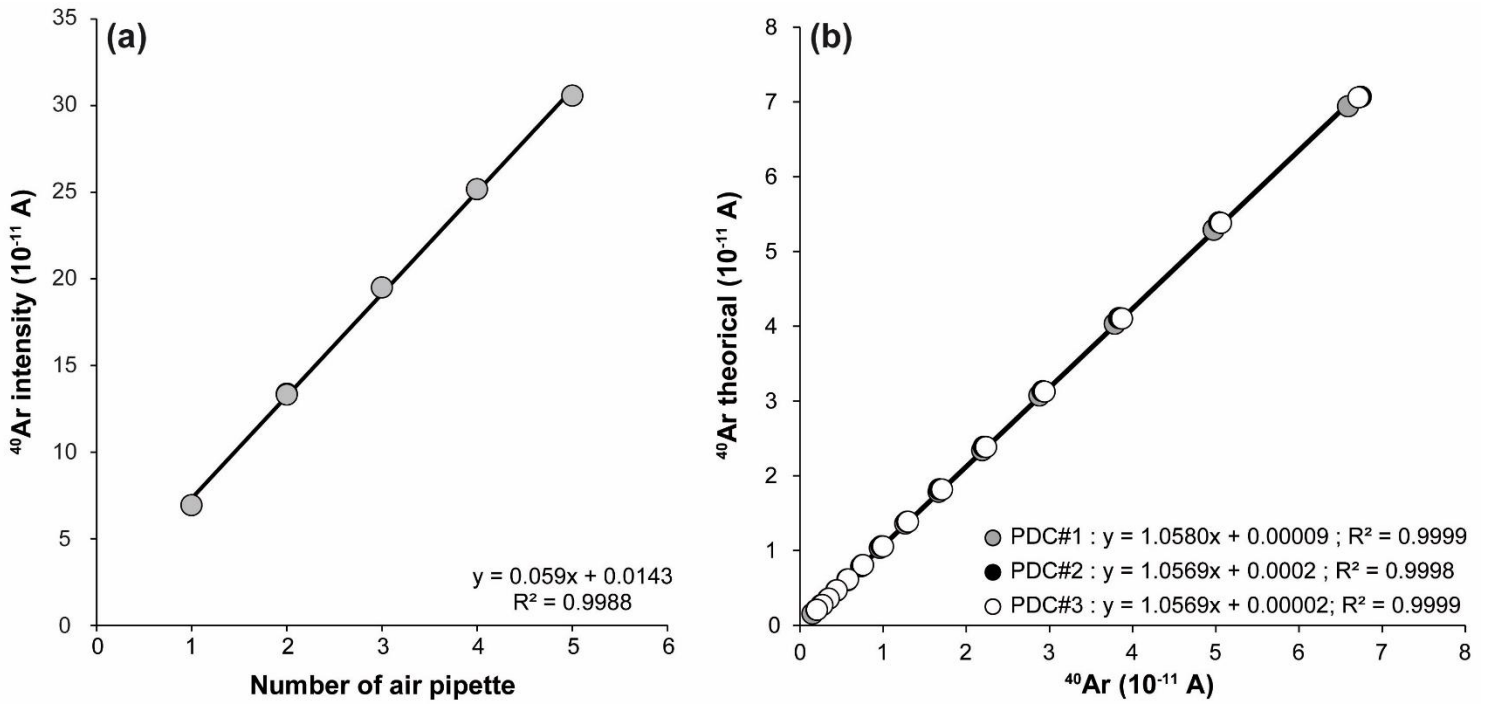 (a)
35
30
25
20
15
10
5
0
⁴⁰Ar intensity (10⁻¹¹ A)
0 1 2 3 4 5 6
Number of air pipette
y = 0.059x + 0.0143
R² = 0.9988
(b)
8
7
6
5
4
3
2
1
0
⁴⁰Ar theorical (10⁻¹¹ A)
0 1 2 3 4 5 6 7 8
⁴⁰Ar (10⁻¹¹ A)
PDC#1 : y = 1.0580x + 0.00009 ; R² = 0.9999
PDC#2 : y = 1.0569x + 0.0002 ; R² = 0.9998
PDC#3 : y = 1.0569x + 0.00002; R² = 0.9999